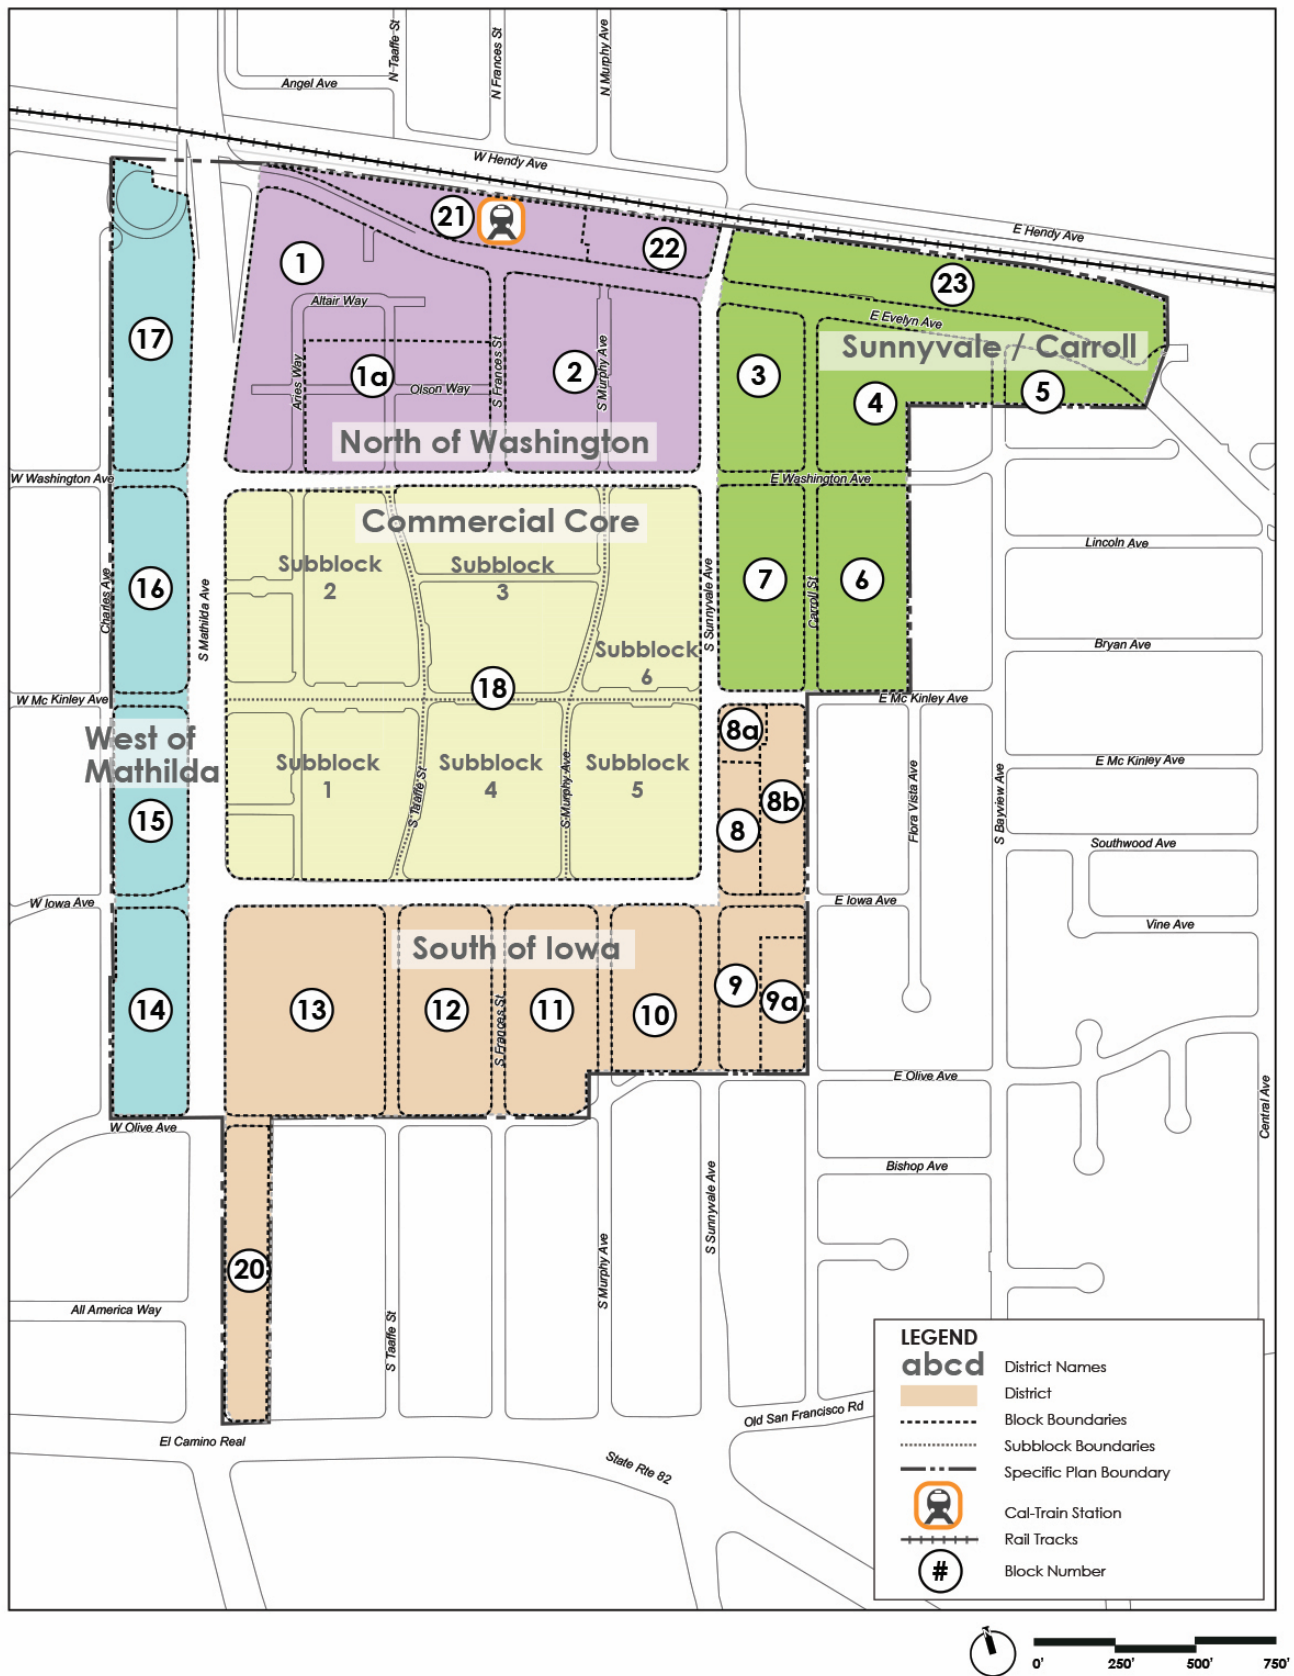 N Taaffe St
N Frances St
N Murphy Ave
Angel Ave
W Hendy Ave
E Hendy Ave
21
22
1
23
Altair Way
E Evelyn Ave
17
Sunnyvale / Carroll
Aries Way
1a
Olson Way
S Frances St
2
S Murphy Ave
3
4
5
North of Washington
W Washington Ave
E Washington Ave
Commercial Core
Lincoln Ave
Subblock
2
Subblock
3
16
Charles Ave
S Mathilda Ave
S Sunnyvale Ave
7
Carroll St
6
Subblock
6
Bryan Ave
18
W Mc Kinley Ave
E Mc Kinley Ave
West of
Mathilda
8a
Subblock
1
Subblock
4
Subblock
5
E Mc Kinley Ave
S Taaffe St
S Murphy Ave
15
8
8b
Flora Vista Ave
S Bayview Ave
Southwood Ave
W Iowa Ave
E Iowa Ave
Vine Ave
South of Iowa
14
13
12
S Frances St
11
10
9
9a
E Olive Ave
Central Ave
W Olive Ave
Bishop Ave
S Sunnyvale Ave
20
S Murphy Ave
All America Way
S Taaffe St
Old San Francisco Rd
El Camino Real
State Rte 82
LEGEND
abcd District Names
District
Block Boundaries
Subblock Boundaries
Specific Plan Boundary
Cal-Train Station
Rail Tracks
# Block Number
0' 250' 500' 750'